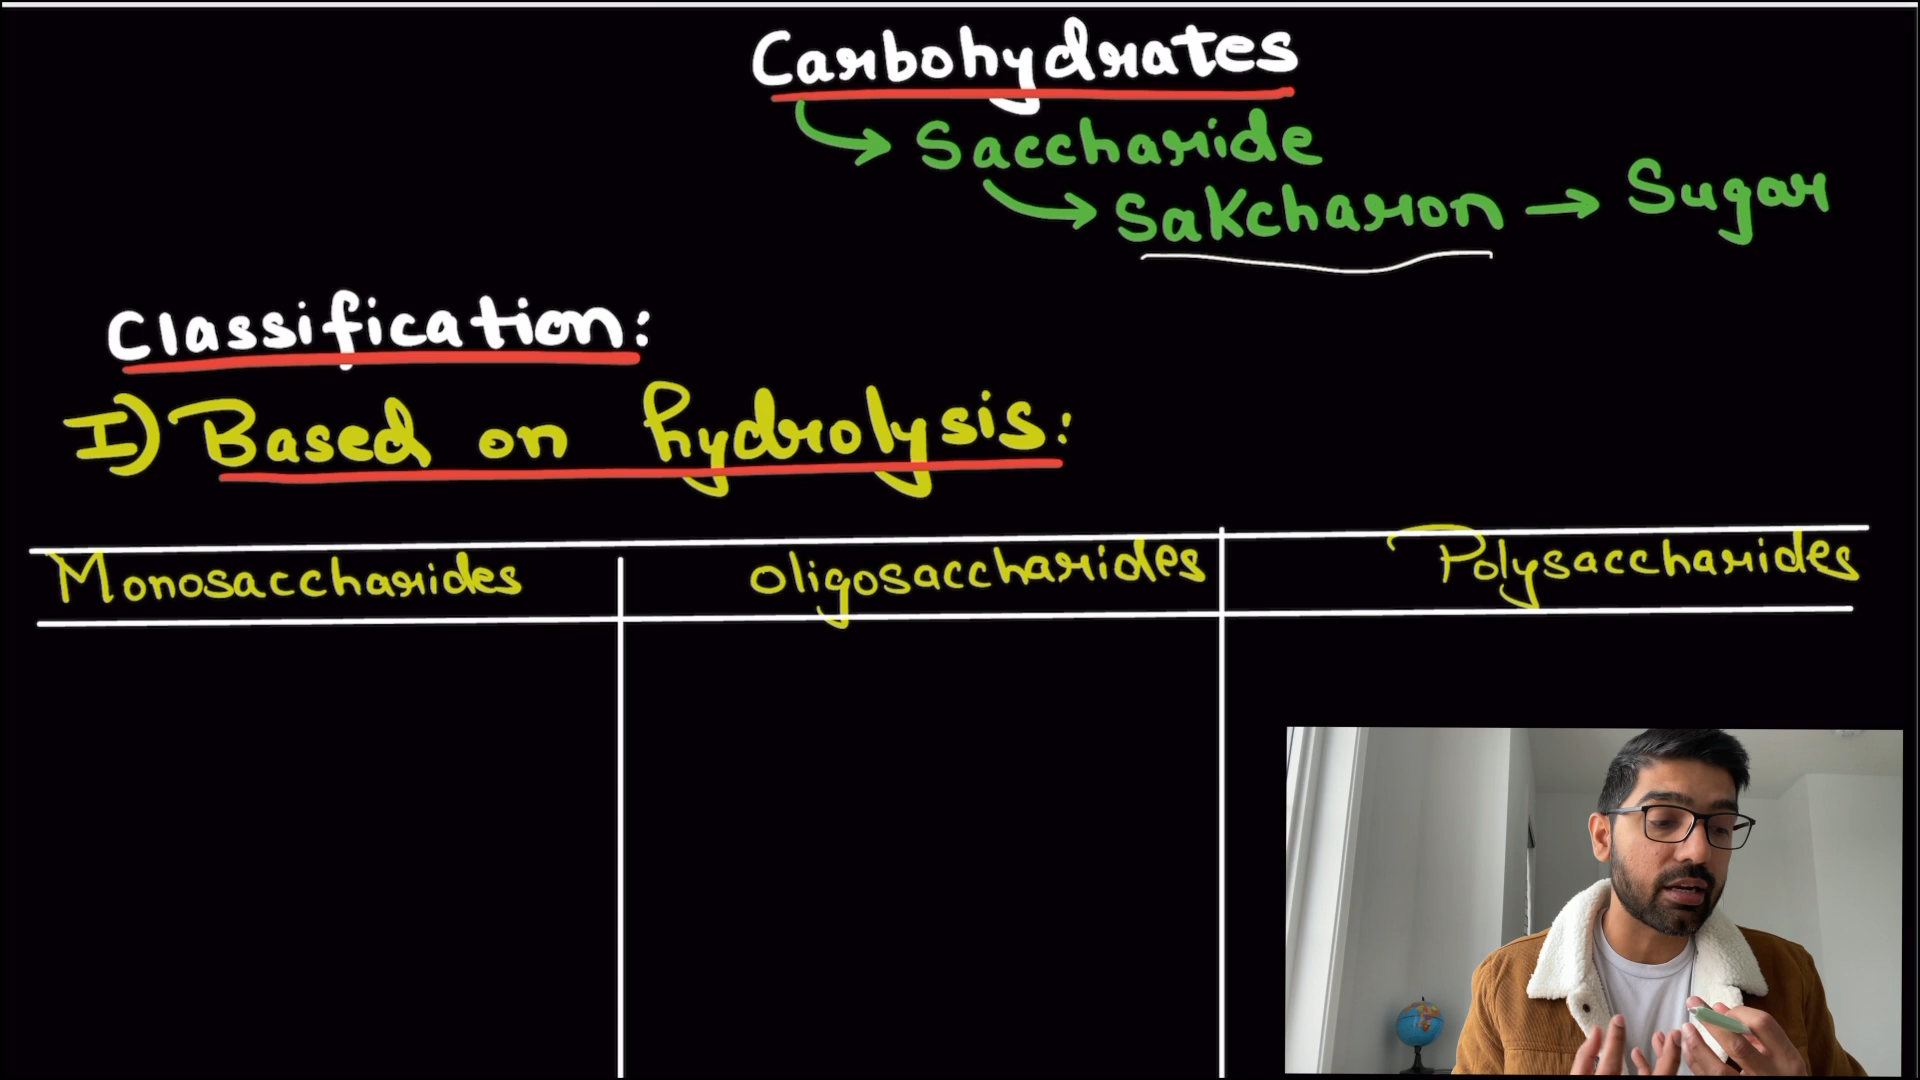 Carbohydrates
Saccharide
Sakcharon → Sugar
Classification:
I) Based on hydrolysis:
Monosaccharides oligosaccharides Polysaccharides